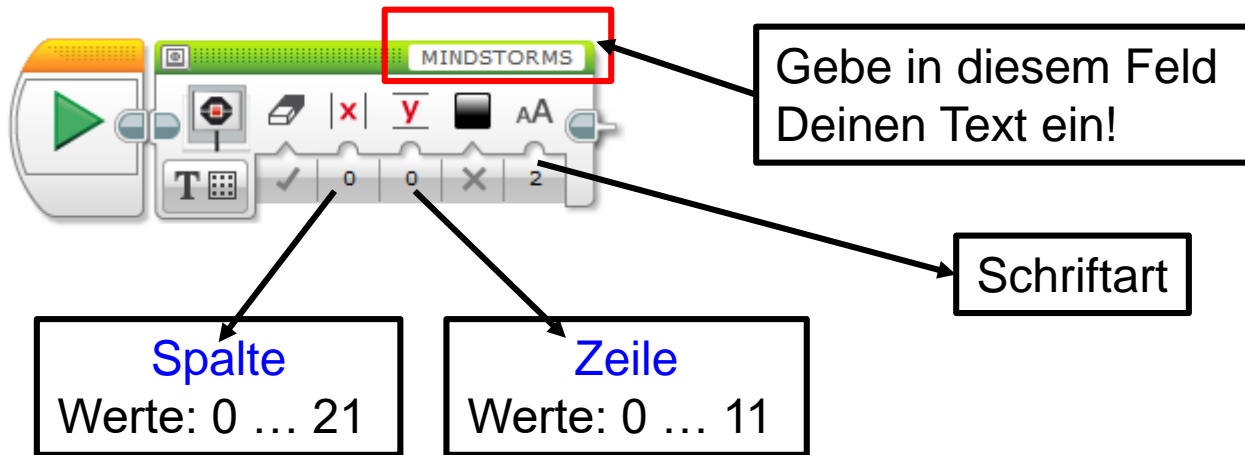 MINDSTORMS
Gebe in diesem Feld
Deinen Text ein!
x y AA
T 0 0 2
Schriftart
Spalte
Werte: 0 … 21
Zeile
Werte: 0 … 11